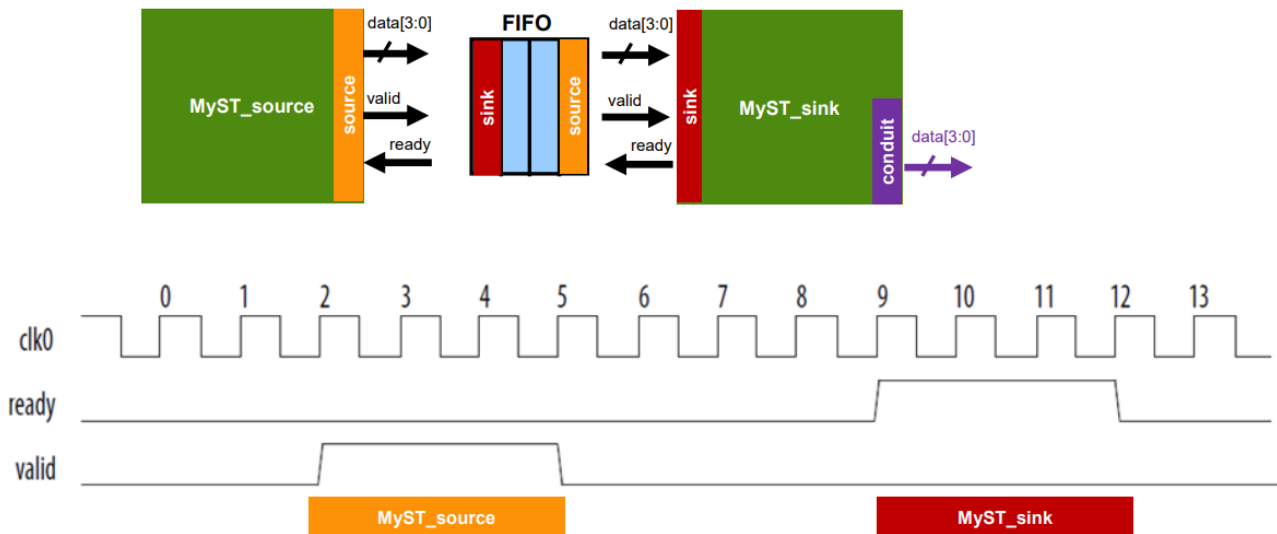 data[3:0]
FIFO
data[3:0]
MyST_source
source
valid
ready
sink
source
valid
ready
sink
MyST_sink
conduit
data[3:0]
0 1 2 3 4 5 6 7 8 9 10 11 12 13
clk0
ready
valid
MyST_source
MyST_sink